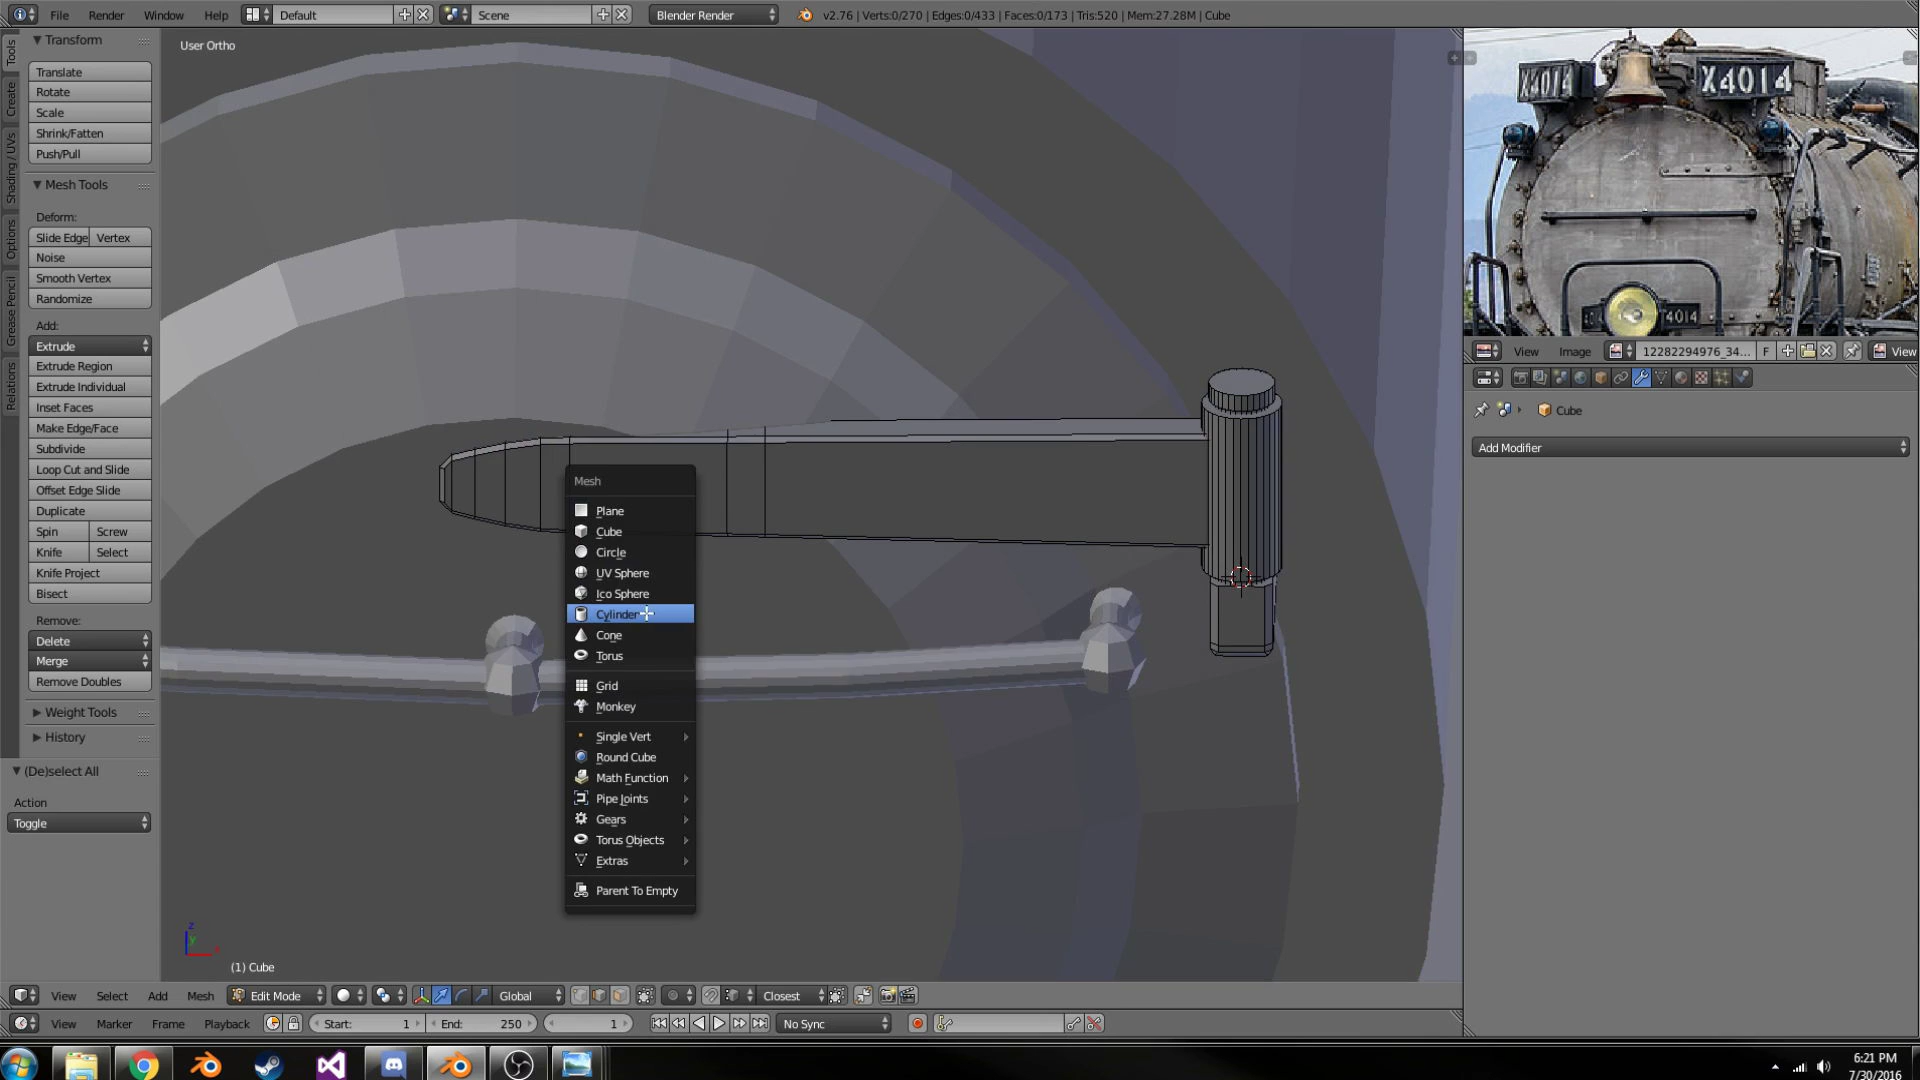 File
Render
Window
Help
Default
Scene
Blender Render
v2.76 | Verts:0/270 | Edges:0/433 | Faces:0/173 | Tris:520 | Mem:27.28M | Cube
Tools
Create
Shading / UVs
Options
Grease Pencil
Relations
Transform
Translate
Rotate
Scale
Shrink/Fatten
Push/Pull
Mesh Tools
Deform:
Slide Edge
Vertex
Noise
Smooth Vertex
Randomize
Add:
Extrude
Extrude Region
Extrude Individual
Inset Faces
Make Edge/Face
Subdivide
Loop Cut and Slide
Offset Edge Slide
Duplicate
Spin
Screw
Knife
Select
Knife Project
Bisect
Remove:
Delete
Merge
Remove Doubles
Weight Tools
History
(De)select All
Action
Toggle
User Ortho
Mesh
Plane
Cube
Circle
UV Sphere
Ico Sphere
Cylinder
Cone
Torus
Grid
Monkey
Single Vert
Round Cube
Math Function
Pipe Joints
Gears
Torus Objects
Extras
Parent To Empty
z
(1) Cube
X4014
X4014
4014
View
Image
12282294976_34...
F
View
Cube
Add Modifier
View
Select
Add
Mesh
Edit Mode
Global
Closest
View
Marker
Frame
Playback
Start:
1
End:
250
1
No Sync
6:21 PM
7/30/2016